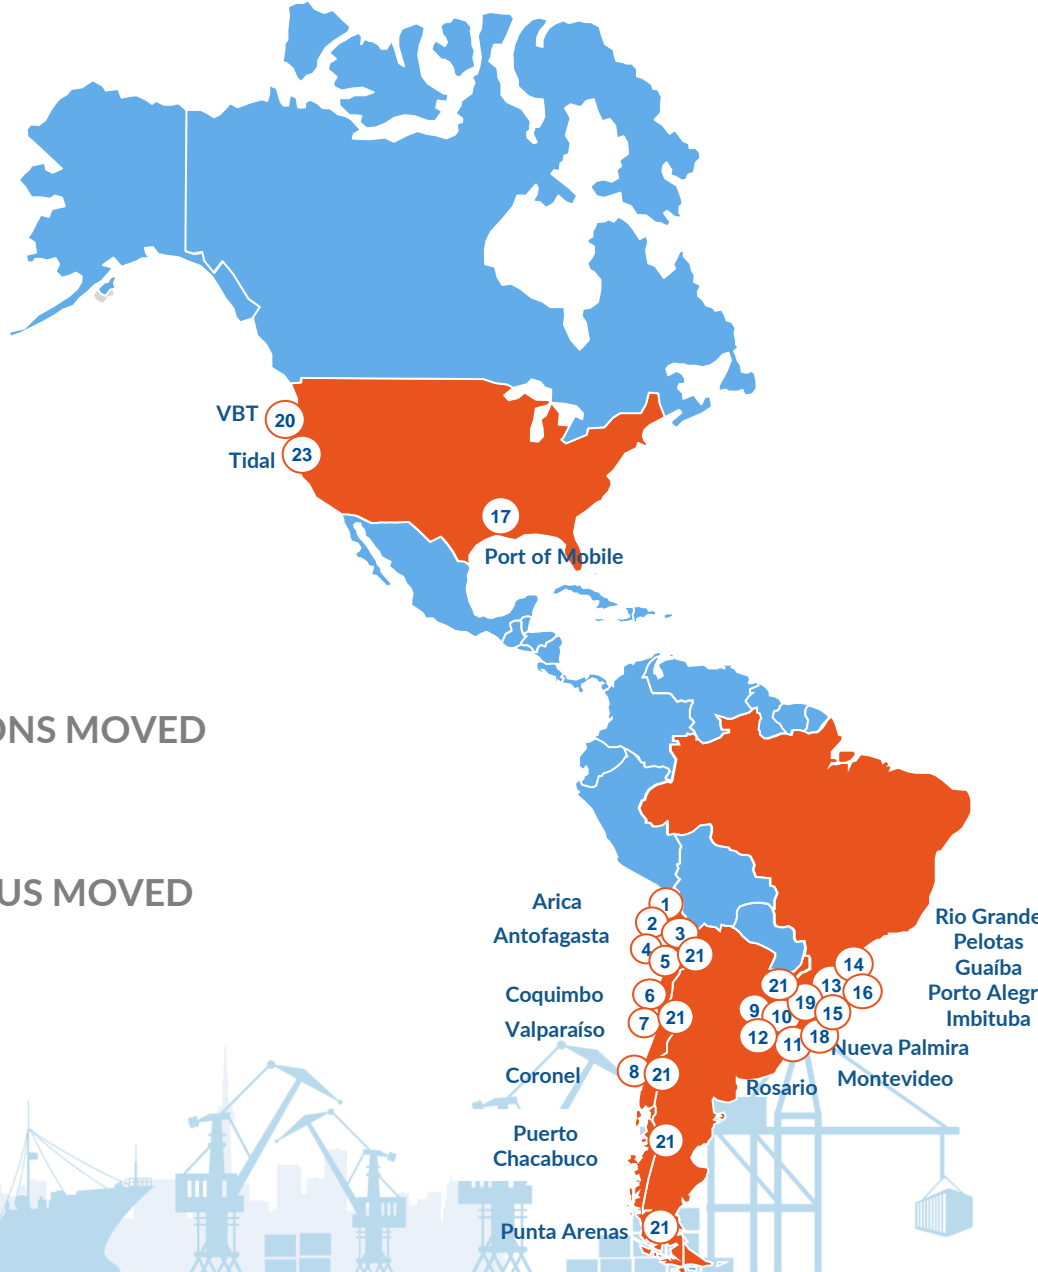 VBT
20
Tidal
23
17
Port of Mobile
ONS MOVED
US MOVED
Arica
1
2
Antofagasta
3
4
5
21
Coquimbo
6
Valparaíso
7
21
Coronel
8
21
Puerto
Chacabuco
21
Punta Arenas
21
Rio Grande
Pelotas
Guaíba
Porto Alegr
Imbituba
14
21
13
16
19
9
10
15
12
11
18
Nueva Palmira
Rosario
Montevideo